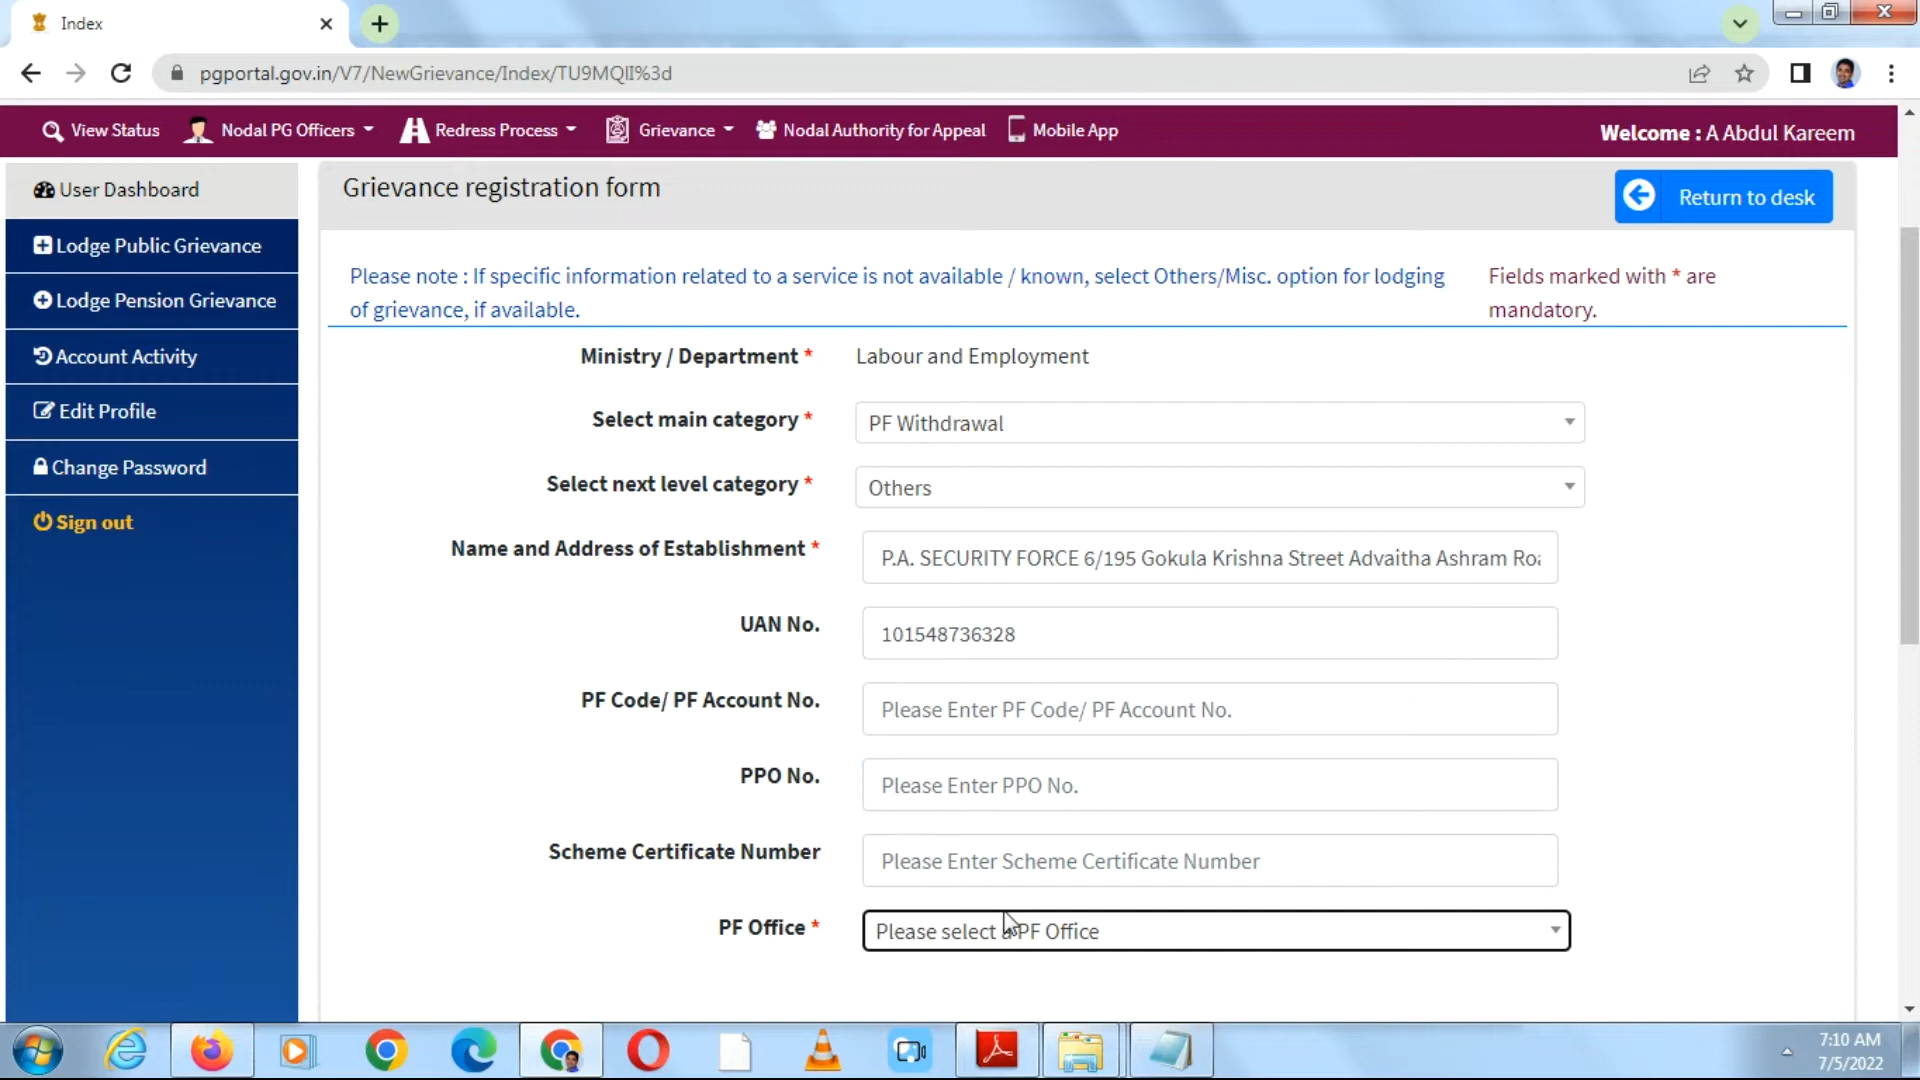 Index
pgportal.gov.in/V7/NewGrievance/Index/TU9MQlI%3d
View Status
Nodal PG Officers
Redress Process
Grievance
Nodal Authority for Appeal
Mobile App
Welcome : A Abdul Kareem
User Dashboard
Lodge Public Grievance
Lodge Pension Grievance
Account Activity
Edit Profile
Change Password
Sign out
Grievance registration form
Return to desk
Please note : If specific information related to a service is not available / known, select Others/Misc. option for lodging
of grievance, if available.
Fields marked with * are
mandatory.
Ministry / Department * Labour and Employment
Select main category * PF Withdrawal
Select next level category * Others
Name and Address of Establishment * P.A. SECURITY FORCE 6/195 Gokula Krishna Street Advaitha Ashram Roa
UAN No. 101548736328
PF Code/ PF Account No. Please Enter PF Code/ PF Account No.
PPO No. Please Enter PPO No.
Scheme Certificate Number Please Enter Scheme Certificate Number
PF Office * Please select a PF Office
7:10 AM
7/5/2022